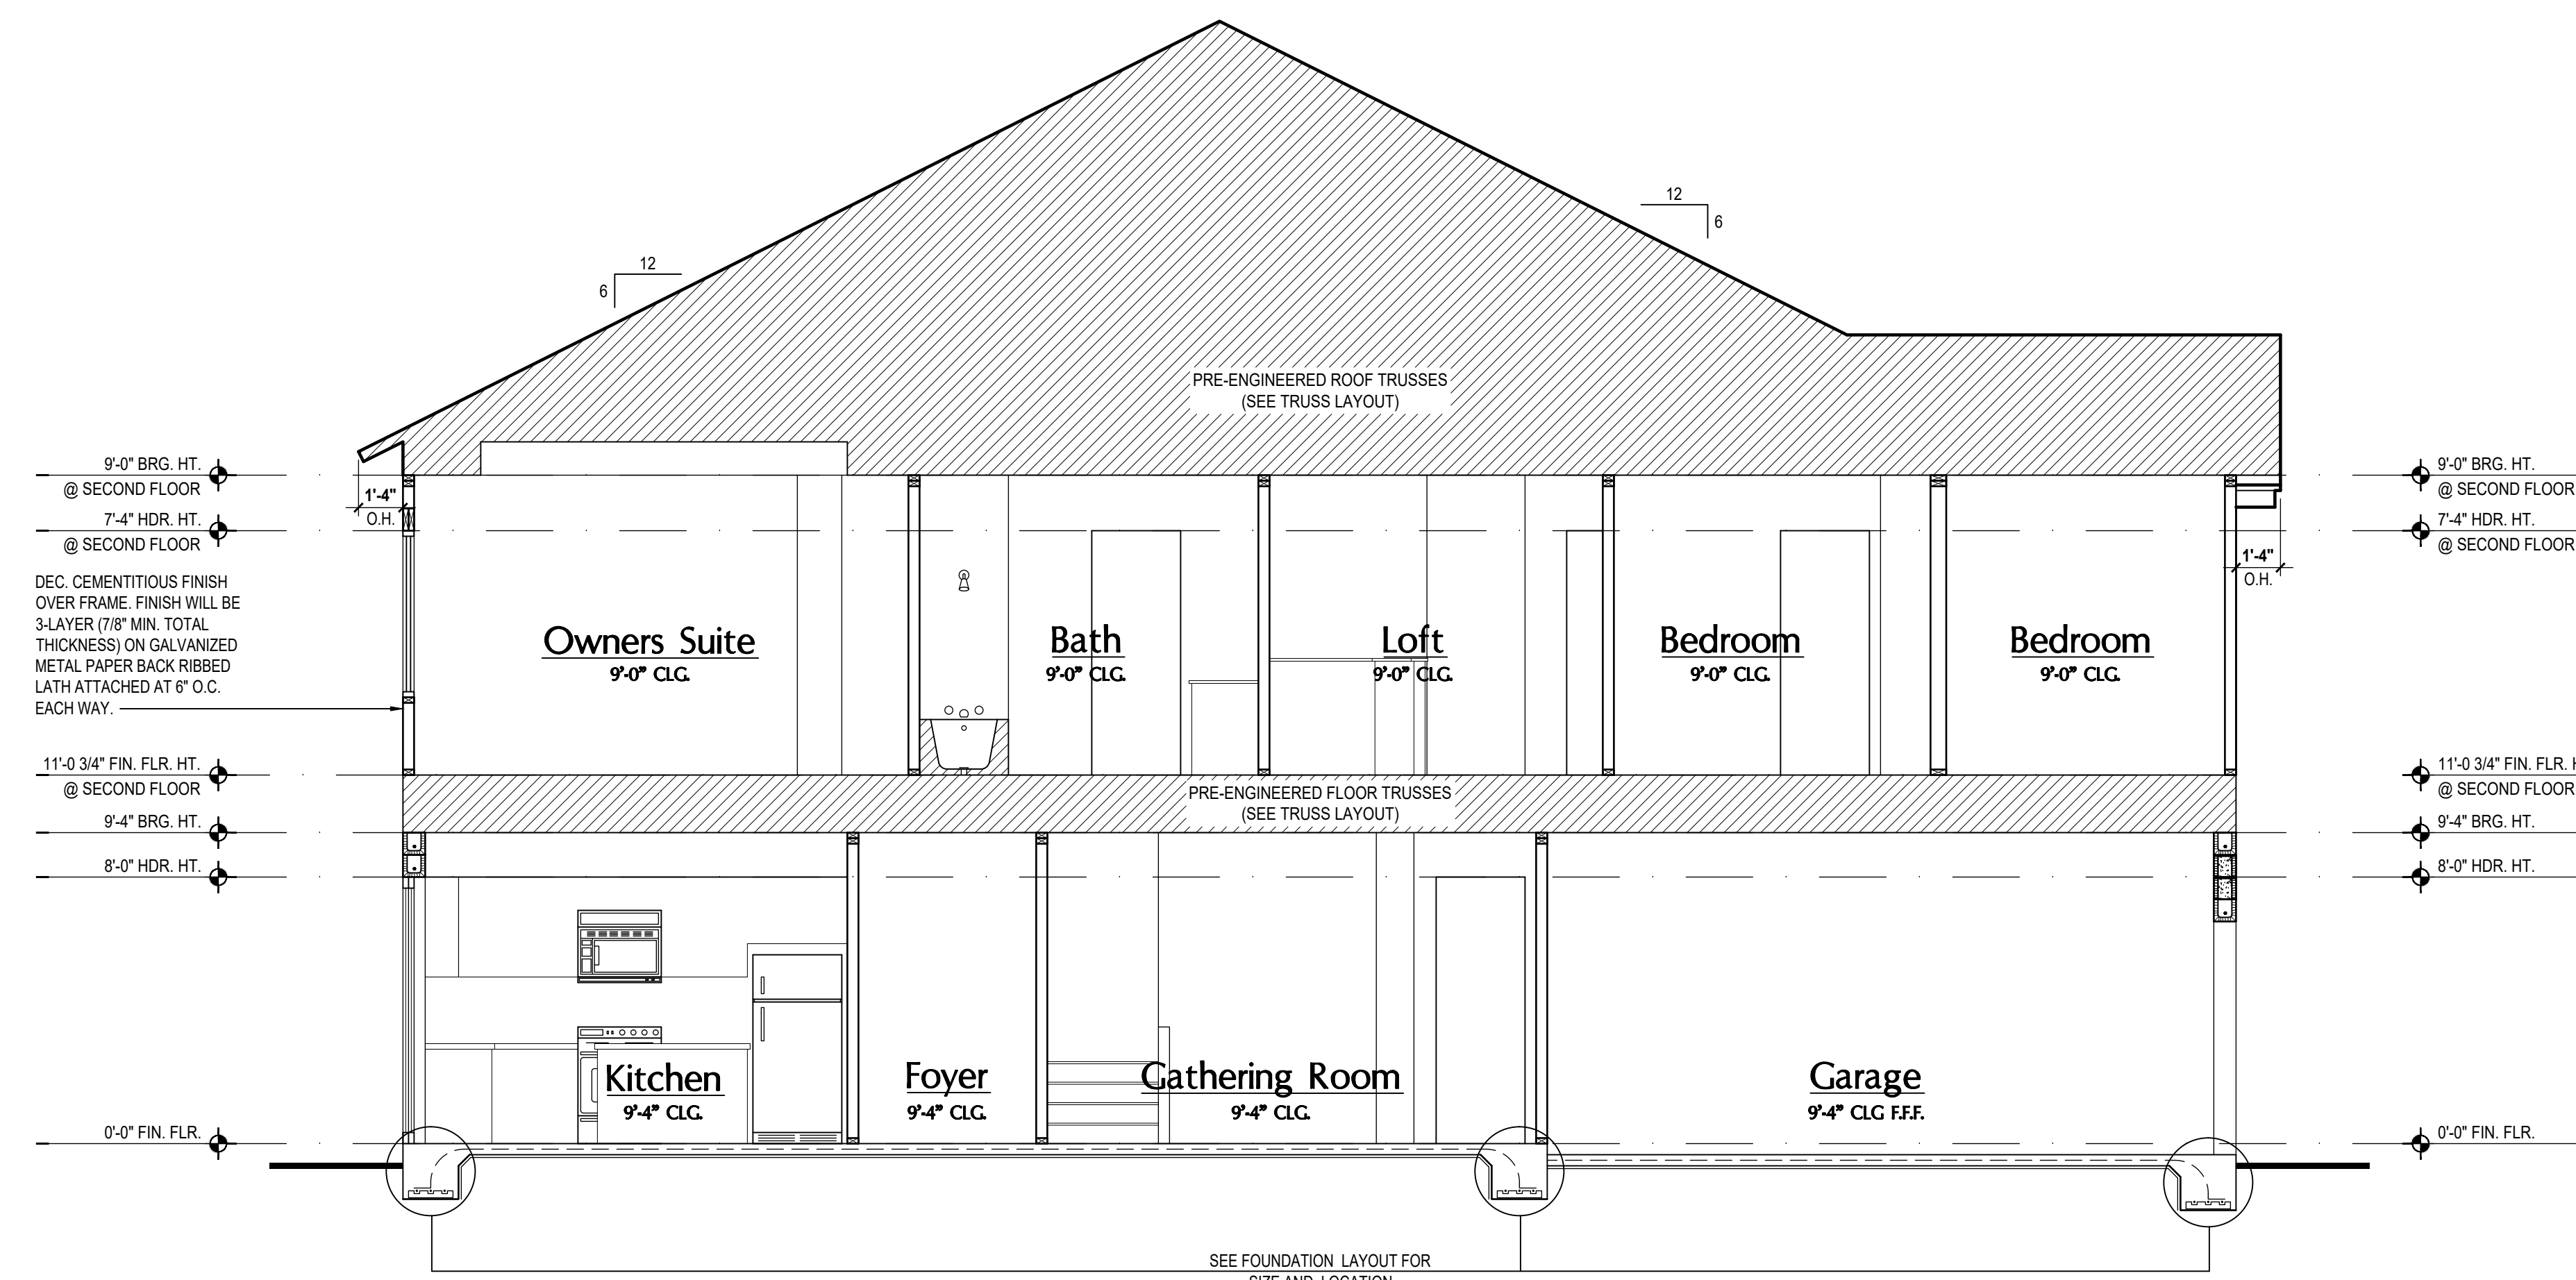 12
6
12
6
PRE-ENGINEERED ROOF TRUSSES
(SEE TRUSS LAYOUT)
9'-0" BRG. HT.
@ SECOND FLOOR
7'-4" HDR. HT.
@ SECOND FLOOR
1'-4"
O.H.
DEC. CEMENTITIOUS FINISH
OVER FRAME. FINISH WILL BE
3-LAYER (7/8" MIN. TOTAL
THICKNESS) ON GALVANIZED
METAL PAPER BACK RIBBED
LATH ATTACHED AT 6" O.C.
EACH WAY.
Owners Suite
9'-0" CLG.
Bath
9'-0" CLG.
Loft
9'-0" CLG.
Bedroom
9'-0" CLG.
Bedroom
9'-0" CLG.
9'-0" BRG. HT.
@ SECOND FLOOR
7'-4" HDR. HT.
@ SECOND FLOOR
1'-4"
O.H.
11'-0 3/4" FIN. FLR. HT.
@ SECOND FLOOR
9'-4" BRG. HT.
8'-0" HDR. HT.
PRE-ENGINEERED FLOOR TRUSSES
(SEE TRUSS LAYOUT)
11'-0 3/4" FIN. FLR. H
@ SECOND FLOOR
9'-4" BRG. HT.
8'-0" HDR. HT.
Kitchen
9'-4" CLG.
Foyer
9'-4" CLG.
Gathering Room
9'-4" CLG.
Garage
9'-4" CLG F.F.F.
0'-0" FIN. FLR.
0'-0" FIN. FLR.
SEE FOUNDATION LAYOUT FOR
SIZE AND LOCATION